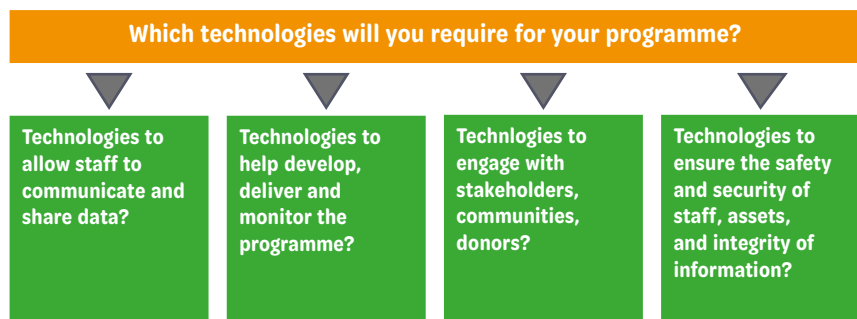 Which technologies will you require for your programme?
Technologies to
allow staff to
communicate and
share data?
Technologies to
help develop,
deliver and
monitor the
programme?
Technlogies to
engage with
stakeholders,
communities,
donors?
Technologies to
ensure the safety
and security of
staff, assets,
and integrity of
information?